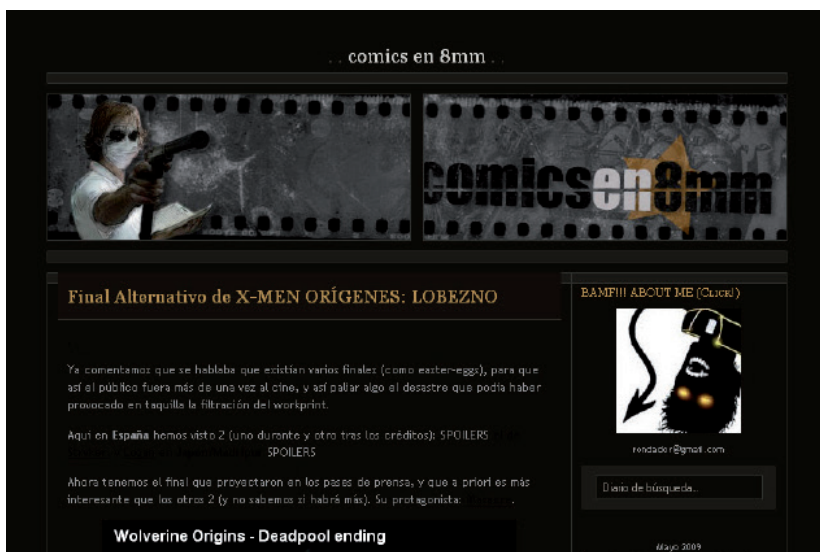 . . comics en 8mm . .
comicsen8mm
Final Alternativo de X-MEN ORÍGENES: LOBEZNO
Ya comentamos que se hablaba que existían varios finales (como easter-eggs), para que
así el público fuera más de una vez al cine, y así paliar algo el desastre que podía haber
provocado en taquilla la filtración del workprint.
Aquí en España hemos visto 2 (uno durante y otro tras los créditos): SPOILERS
SPOILERS
Ahora tenemos el final que proyectaron en los pases de prensa, y que a priori es más
interesante que los otros 2 (y no sabemos si habrá más). Su protagonista:
Wolverine Origins - Deadpool ending
BAMF!!! ABOUT ME (Click!)
rondador@gmail.com
Diario de búsqueda...
Mayo 2009